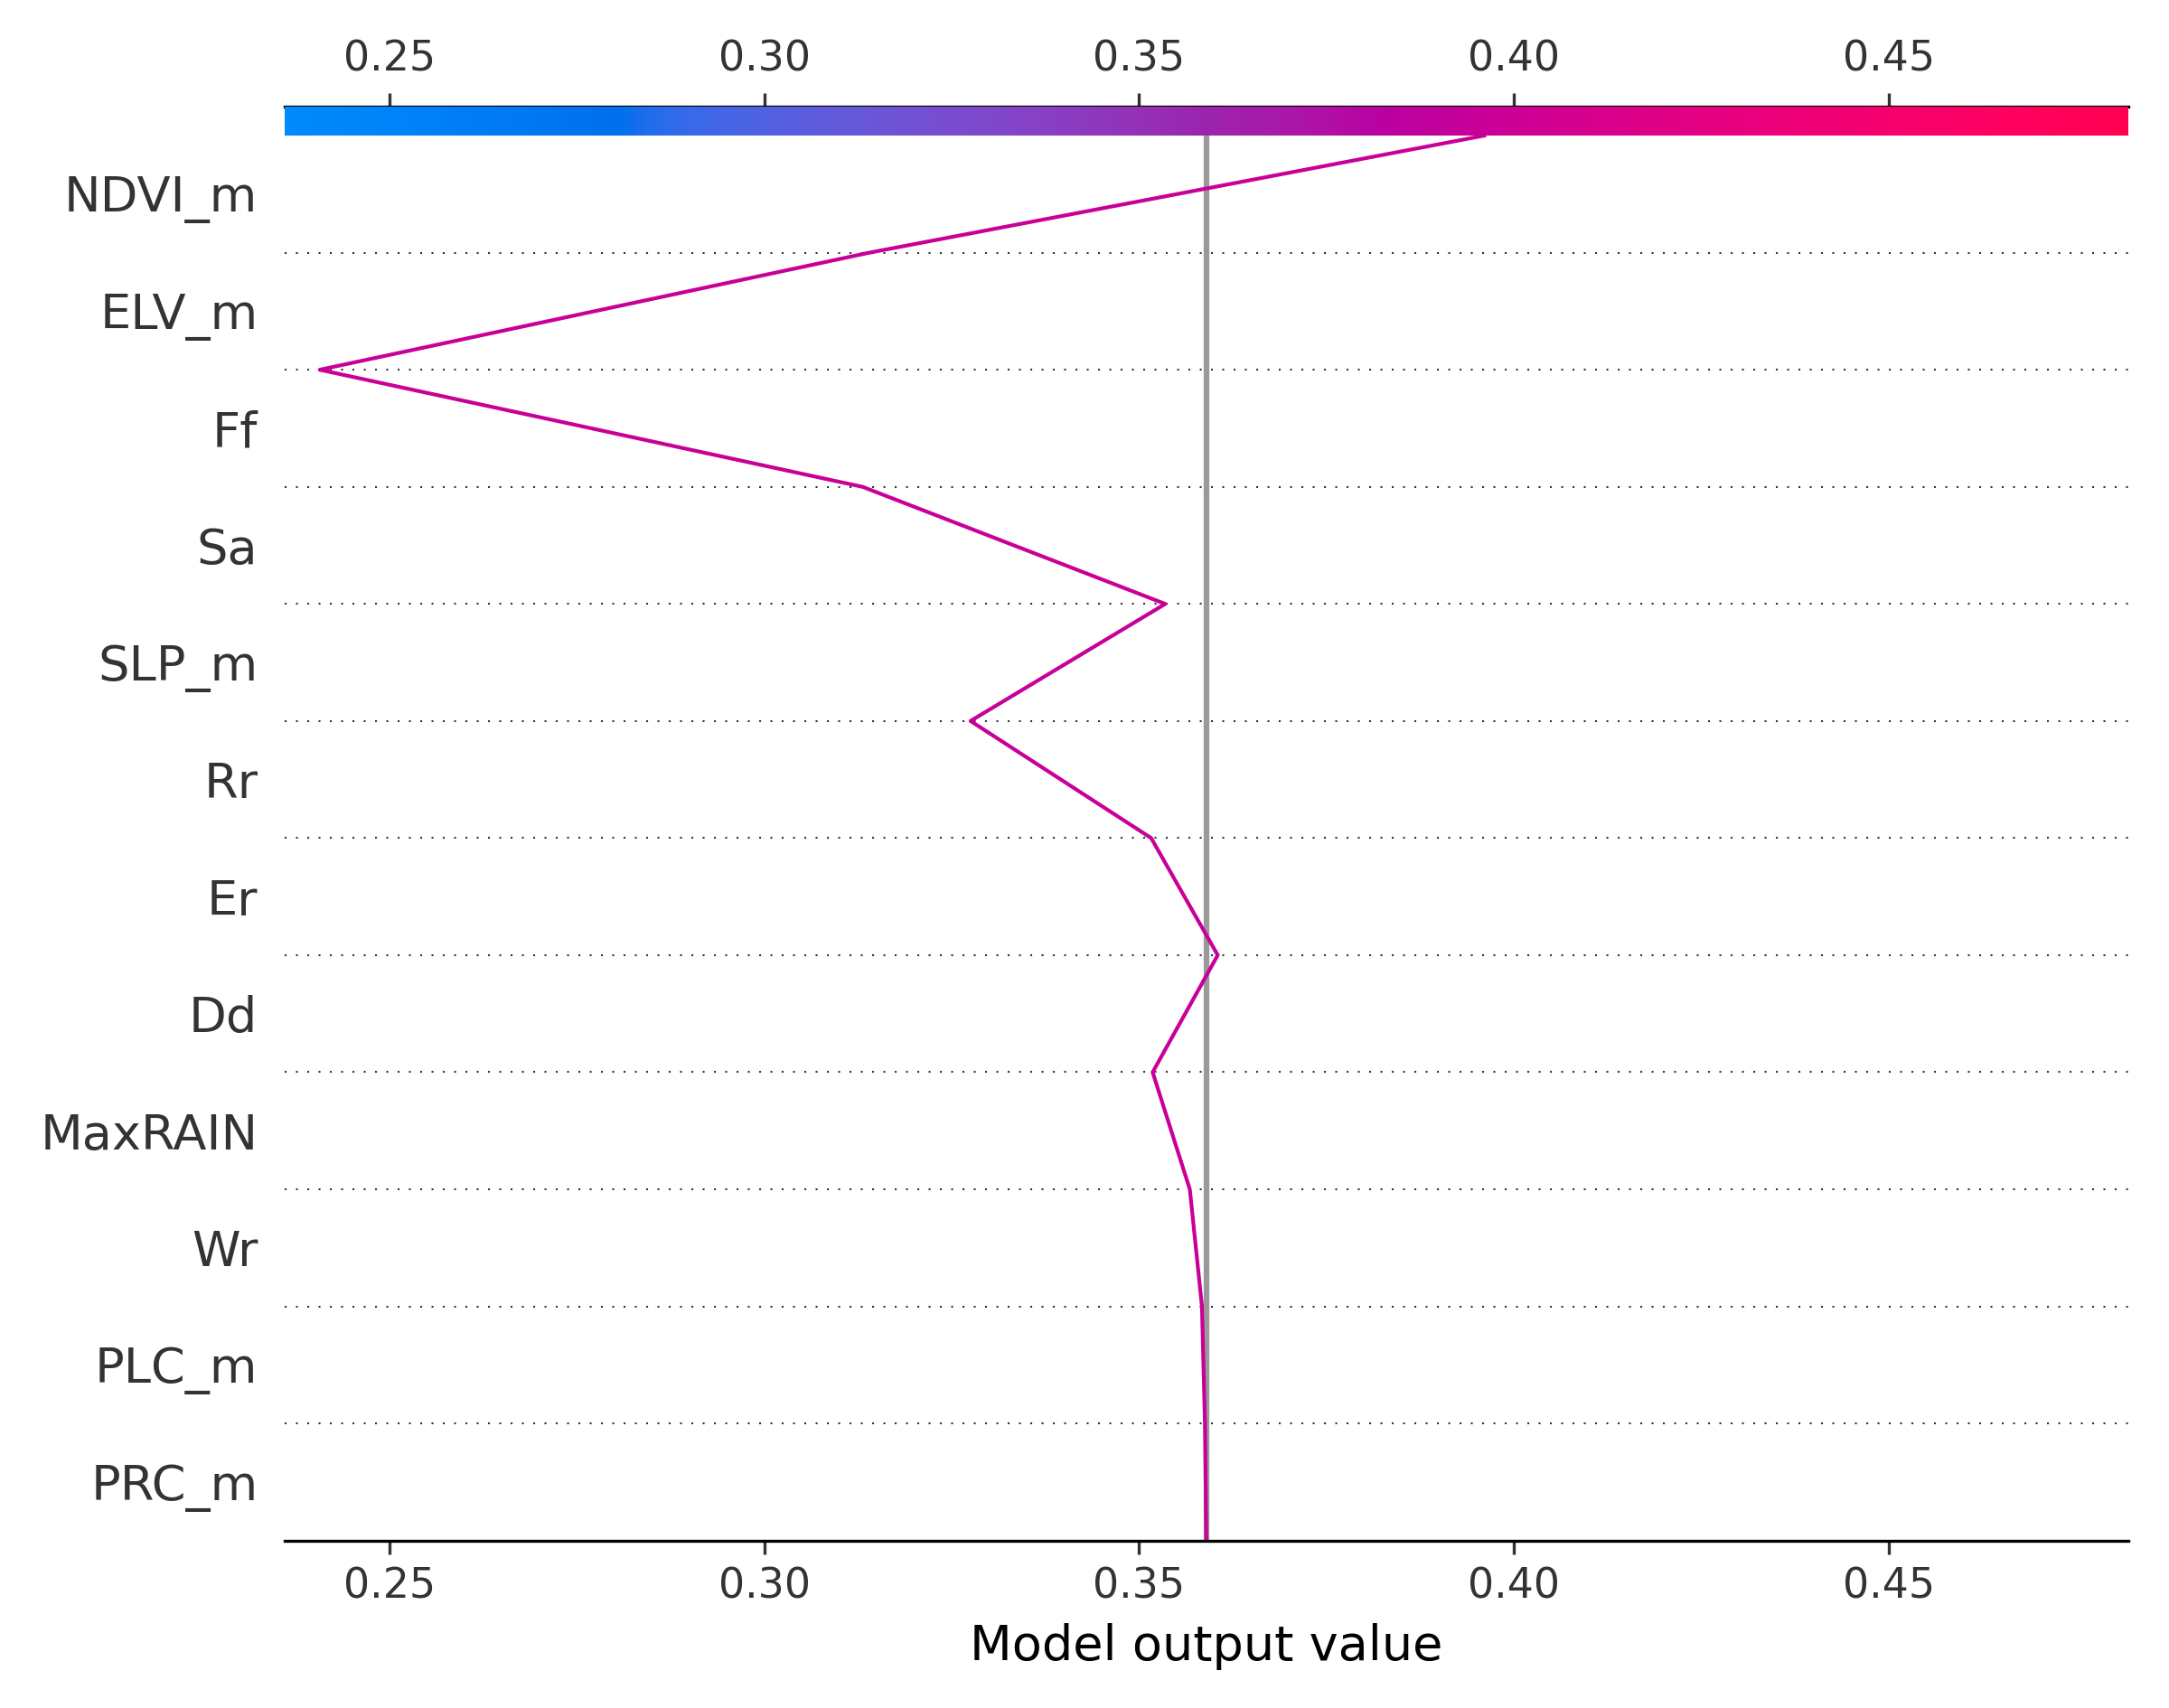 0.25 0.30 0.35 0.40 0.45
NDVI_m
ELV_m
Ff
Sa
SLP_m
Rr
Er
Dd
MaxRAIN
Wr
PLC_m
PRC_m
0.25 0.30 0.35 0.40 0.45
Model output value